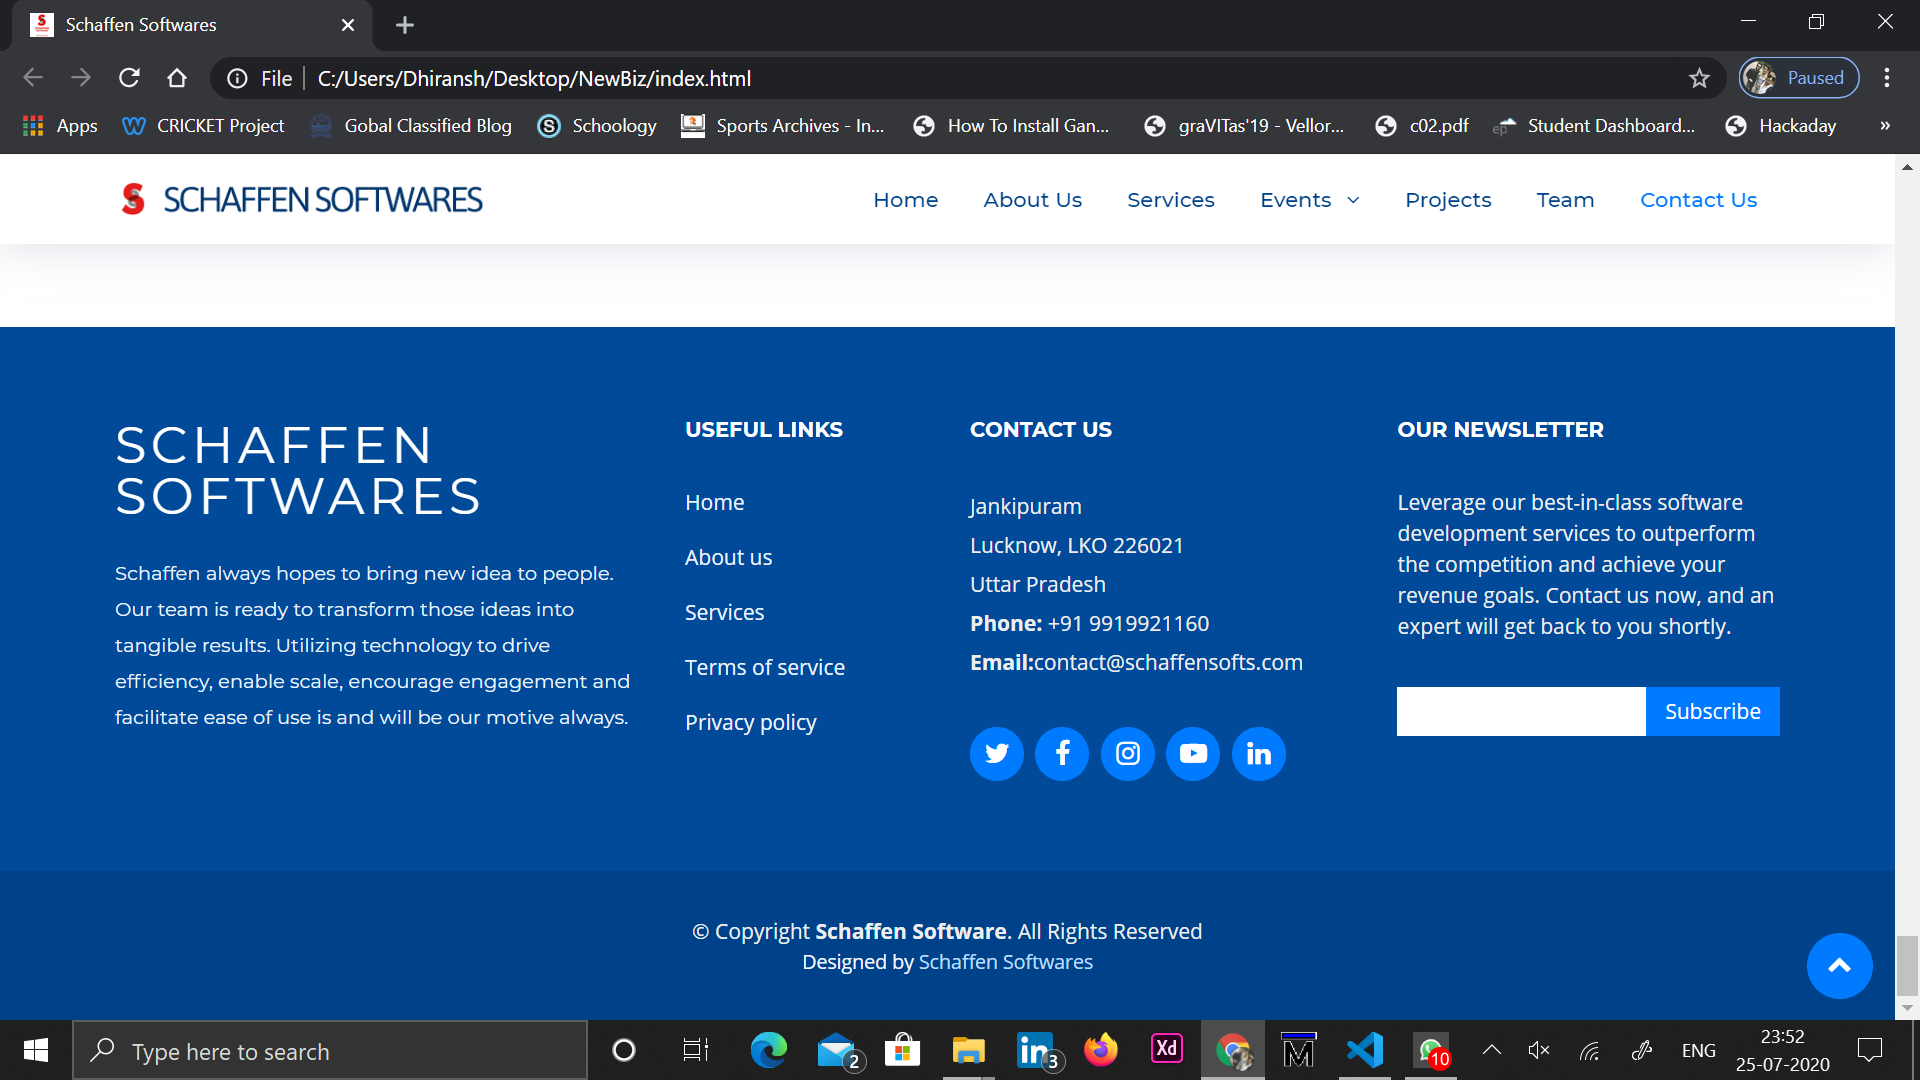 Schaffen Softwares
File
C:/Users/Dhiransh/Desktop/NewBiz/index.html
Paused
Apps
CRICKET Project
Gobal Classified Blog
Schoology
Sports Archives - In...
How To Install Gan...
graVITas'19 - Vellor...
c02.pdf
Student Dashboard...
Hackaday
»
SCHAFFEN SOFTWARES
Home
About Us
Services
Events
Projects
Team
Contact Us
SCHAFFEN
SOFTWARES
Schaffen always hopes to bring new idea to people.
Our team is ready to transform those ideas into
tangible results. Utilizing technology to drive
efficiency, enable scale, encourage engagement and
facilitate ease of use is and will be our motive always.
USEFUL LINKS
Home
About us
Services
Terms of service
Privacy policy
CONTACT US
Jankipuram
Lucknow, LKO 226021
Uttar Pradesh
Phone: +91 9919921160
Email:contact@schaffensofts.com
OUR NEWSLETTER
Leverage our best-in-class software
development services to outperform
the competition and achieve your
revenue goals. Contact us now, and an
expert will get back to you shortly.
Subscribe
© Copyright Schaffen Software. All Rights Reserved
Designed by Schaffen Softwares
Type here to search
2
3
Xd
M
10
ENG
23:52
25-07-2020